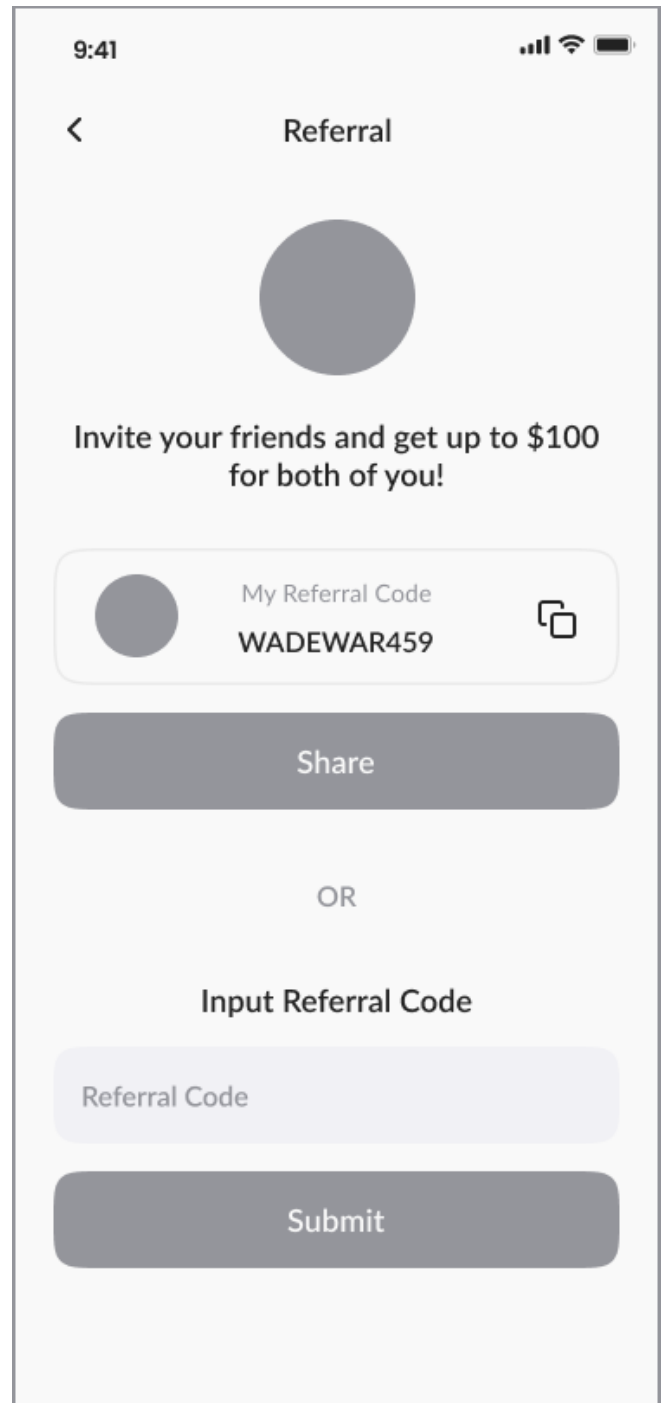 9:41
Referral
Invite your friends and get up to $100
for both of you!
My Referral Code
WADEWAR459
Share
OR
Input Referral Code
Referral Code
Submit